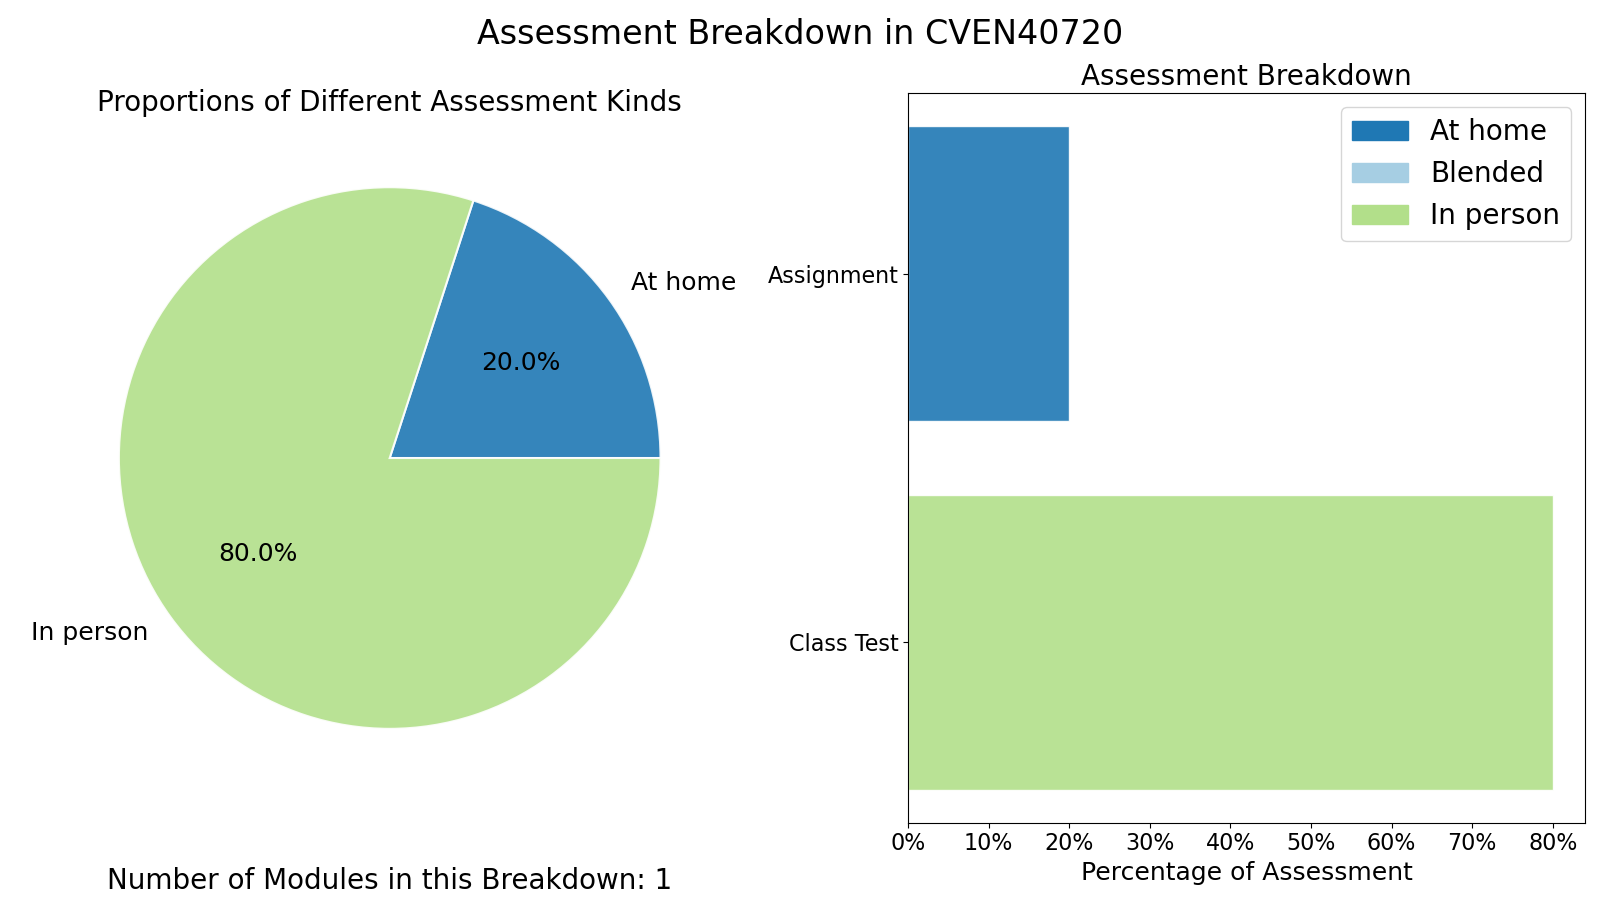 Assessment Breakdown in CVEN40720
Proportions of Different Assessment Kinds
At home
20.0%
80.0%
In person
Number of Modules in this Breakdown: 1
Assessment Breakdown
At home
Blended
In person
Assignment
Class Test
0% 10% 20% 30% 40% 50% 60% 70% 80%
Percentage of Assessment